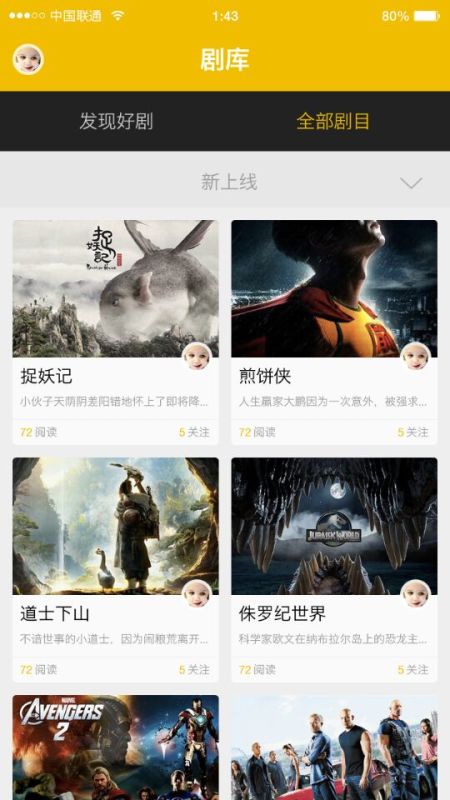 中国联通
1:43
80%
剧库
发现好剧
全部剧目
新上线
捉妖记
捉妖记
小伙子天荫阴差阳错地怀上了即将降...
72 阅读
5 关注
煎饼侠
人生赢家大鹏因为一次意外，被强求...
72 阅读
5 关注
JURASSIC WORLD
道士下山
不谙世事的小道士，因为闹粮荒离开...
72 阅读
5 关注
侏罗纪世界
科学家欧文在纳布拉尔岛上的恐龙主...
72 阅读
5 关注
MARVEL
AVENGERS
2